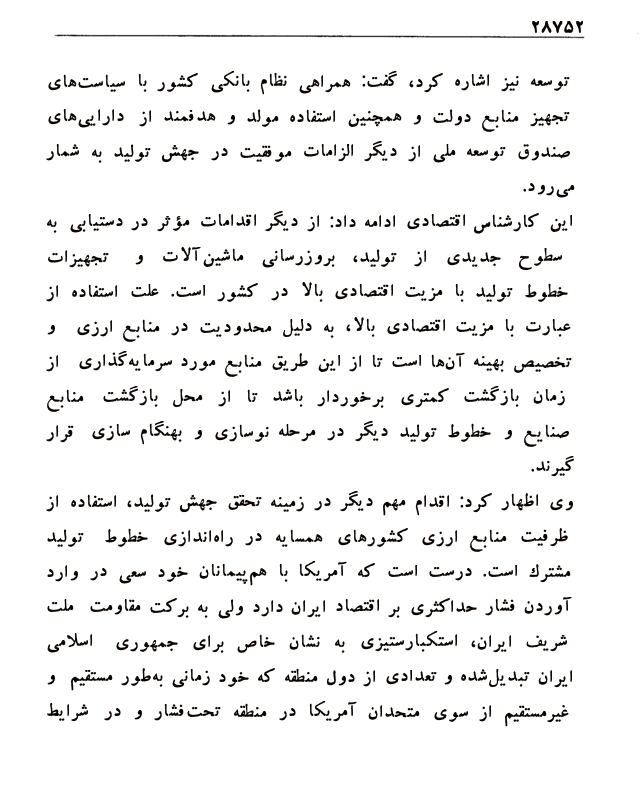 ۲۸۷۵۲
توسعه نیز اشاره کرد، گفت: همراهی نظام بانکی کشور با سیاست‌های
تجهیز منابع دولت و همچنین استفاده مولد و هدفمند از دارایی‌های
صندوق توسعه ملی از دیگر الزامات موفقیت در جهش تولید به شمار
می‌رود.
این کارشناس اقتصادی ادامه داد: از دیگر اقدامات مؤثر در دستیابی به
سطوح جدیدی از تولید، بروزرسانی ماشین‌آلات و تجهیزات
خطوط تولید با مزیت اقتصادی بالا در کشور است. علت استفاده از
عبارت با مزیت اقتصادی بالا، به دلیل محدودیت در منابع ارزی و
تخصیص بهینه آن‌ها است تا از این طریق منابع مورد سرمایه‌گذاری از
زمان بازگشت کمتری برخوردار باشد تا از محل بازگشت منابع
صنایع و خطوط تولید دیگر در مرحله نوسازی و بهنگام سازی قرار
گیرند.
وی اظهار کرد: اقدام مهم دیگر در زمینه تحقق جهش تولید، استفاده از
ظرفیت منابع ارزی کشورهای همسایه در راه‌اندازی خطوط تولید
مشترك است. درست است که آمریکا با هم‌پیمانان خود سعی در وارد
آوردن فشار حداکثری بر اقتصاد ایران دارد ولی به برکت مقاومت ملت
شریف ایران، استکبارستیزی به نشان خاص برای جمهوری اسلامی
ایران تبدیل‌شده و تعدادی از دول منطقه که خود زمانی به‌طور مستقیم و
غیرمستقیم از سوی متحدان آمریکا در منطقه تحت‌فشار و در شرایط